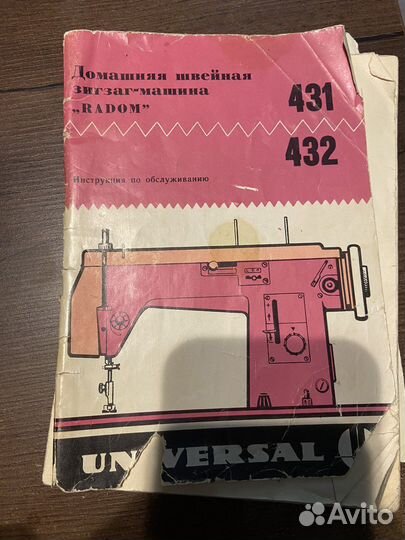 Домашняя швейная
зигзаг-машина
„RADOM”
431
432
Инструкция по обслуживанию
UNIVERSAL
Avito